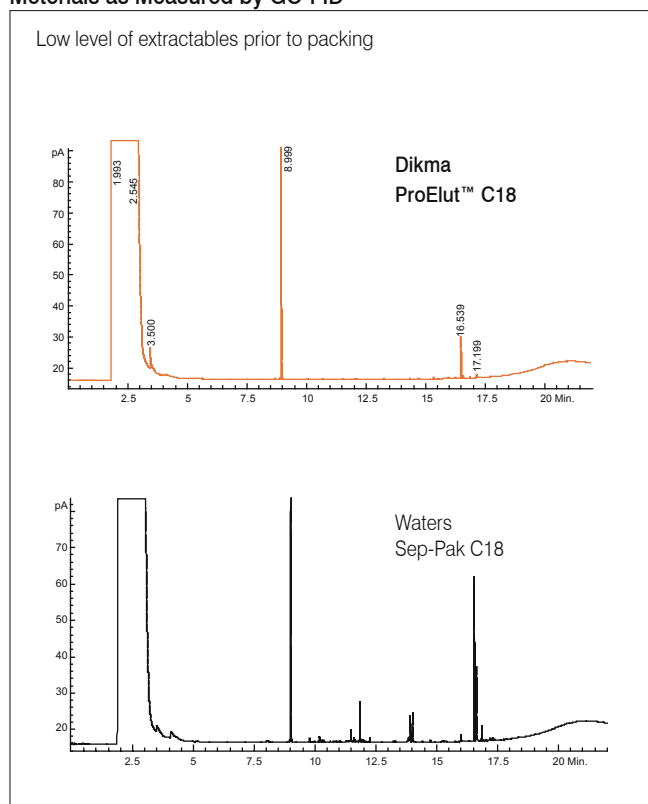 Materials as Measured by GC-FID
Low level of extractables prior to packing
pA
80
70
60
50
40
30
20
1.993
2.545
3.500
8.999
16.539
17.199
Dikma
ProElut™ C18
2.5 5 7.5 10 12.5 15 17.5 20 Min.
pA
70
60
50
40
30
20
Waters
Sep-Pak C18
2.5 5 7.5 10 12.5 15 17.5 20 Min.